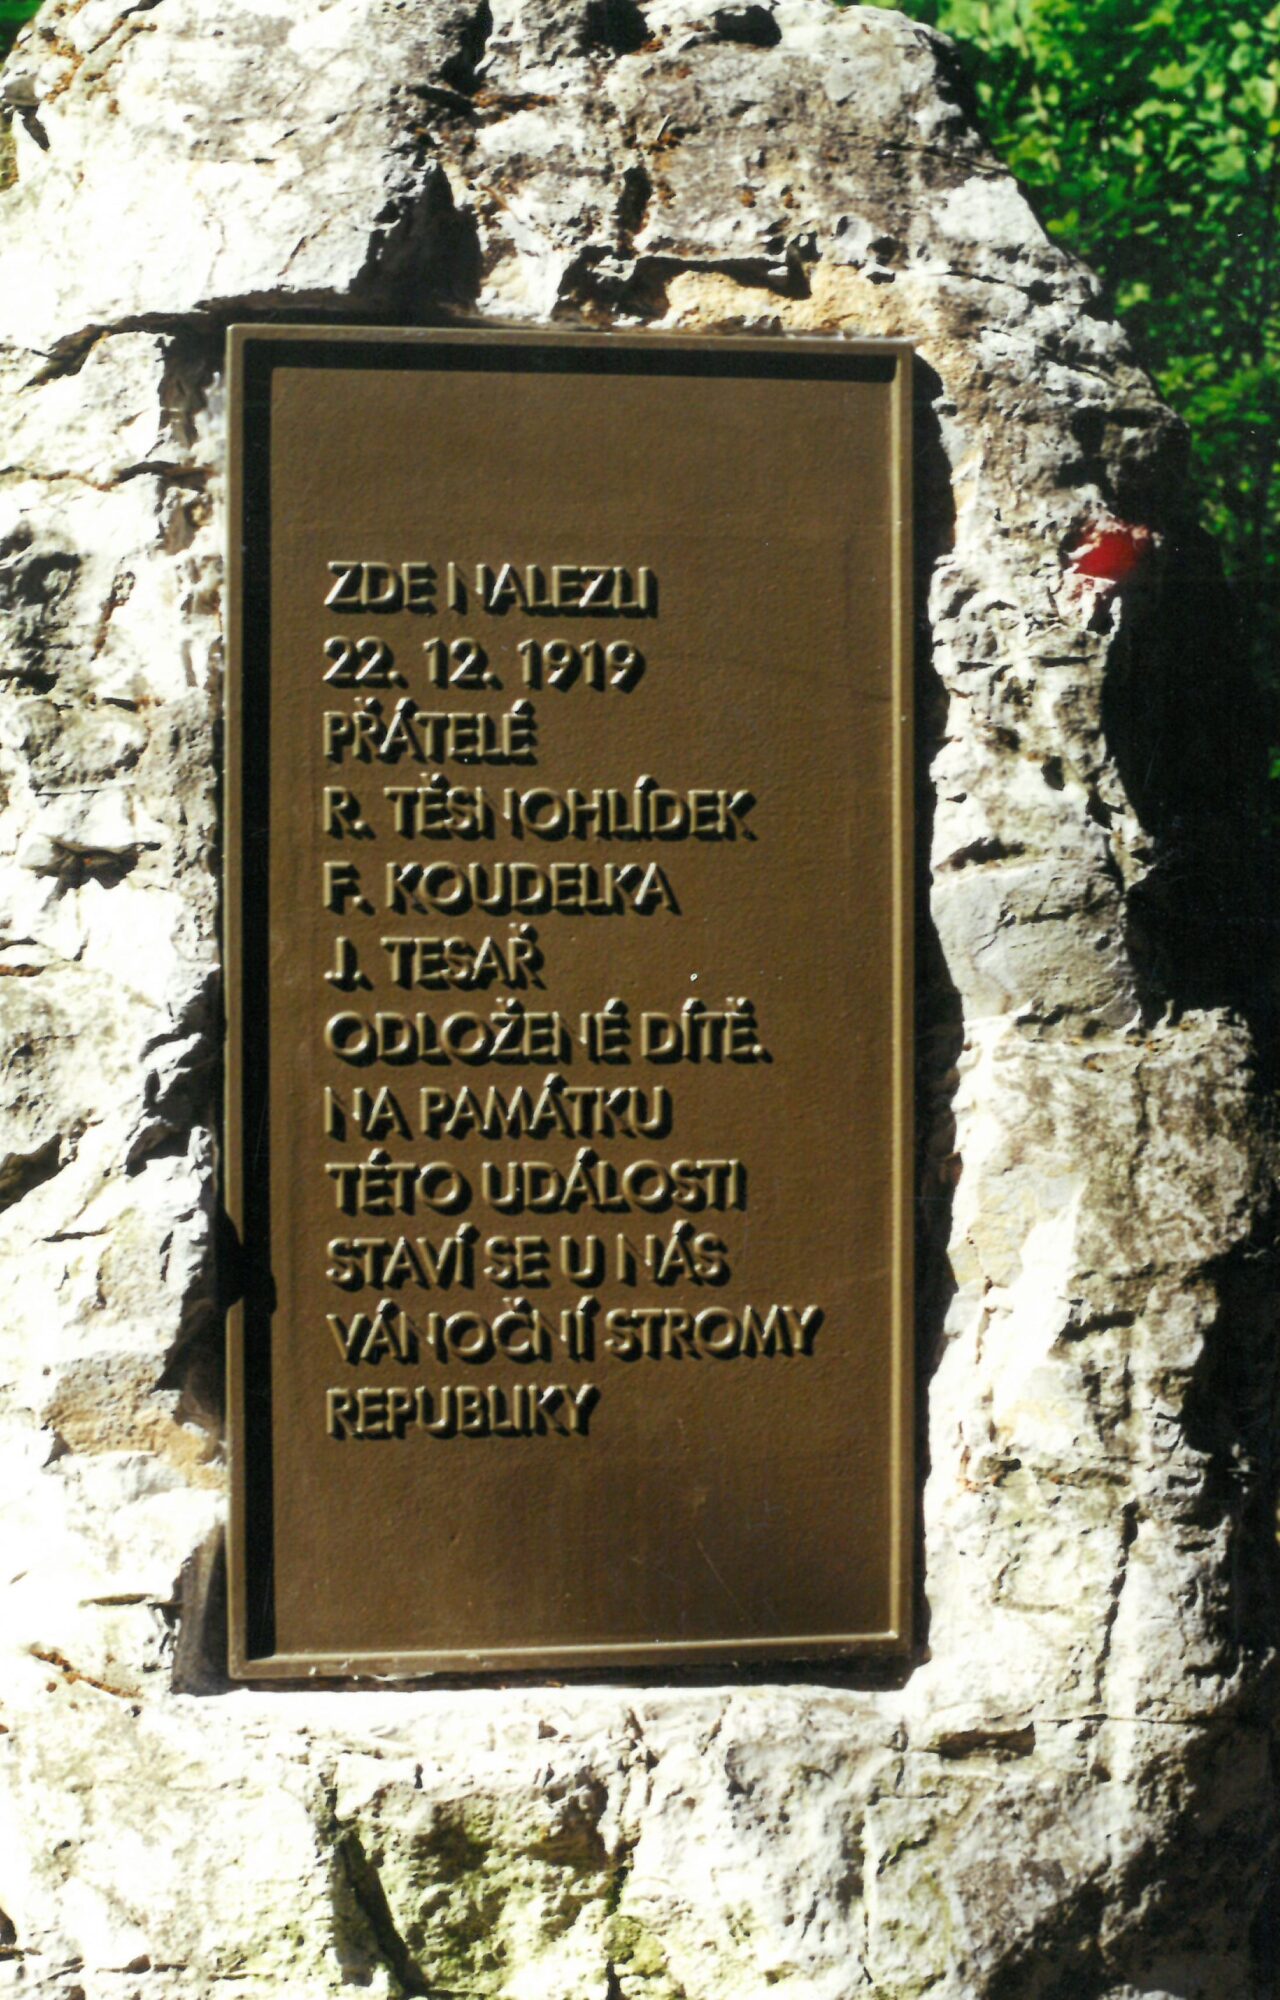 ZDE NALEZLI
22. 12. 1919
PŘÁTELÉ
R. TĚSNOHLÍDEK
F. KOUDELKA
J. TESAŘ
ODLOŽENÉ DÍTĚ.
NA PAMÁTKU
TÉTO UDÁLOSTI
STAVÍ SE U NÁS
VÁNOČNÍ STROMY
REPUBLIKY